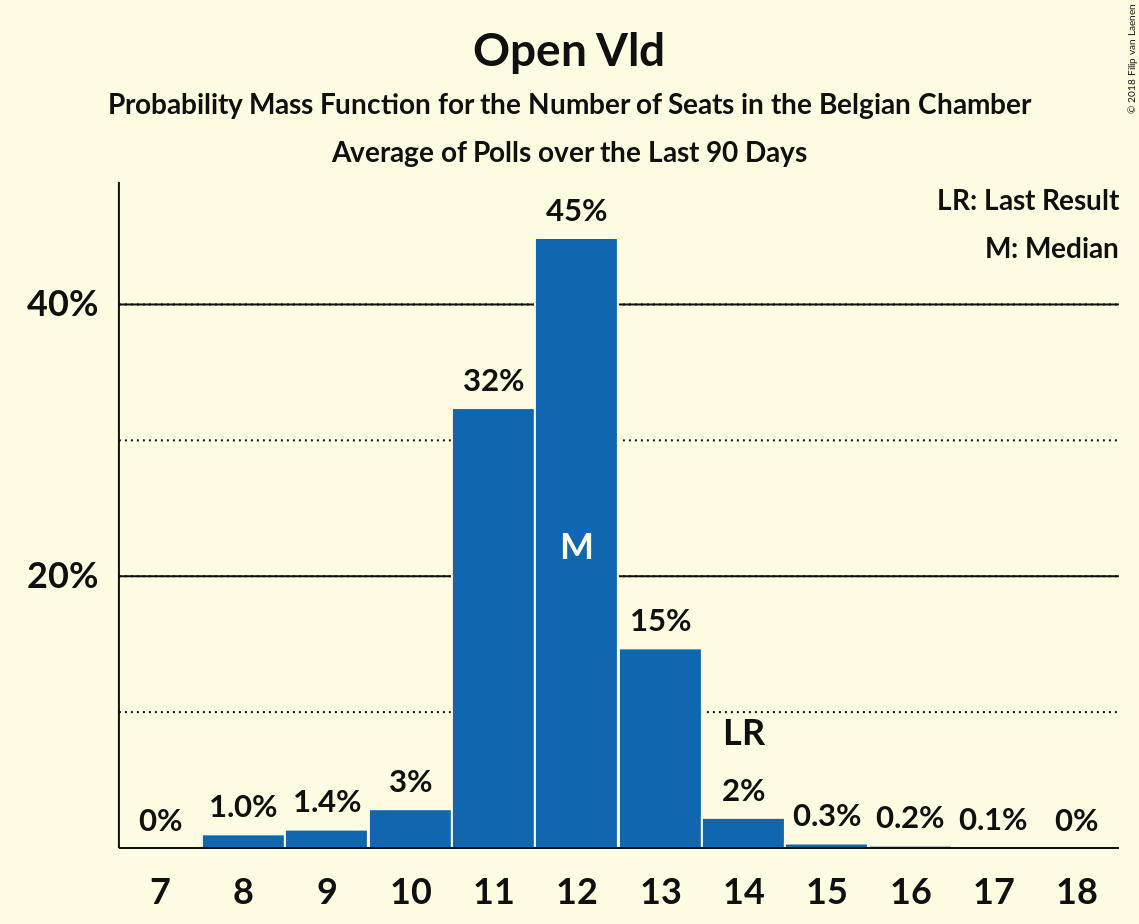 Open Vld
Probability Mass Function for the Number of Seats in the Belgian Chamber
Average of Polls over the Last 90 Days
© 2018 Filip van Laenen
LR: Last Result
M: Median
45%
40%
32%
M
20%
15%
LR
3%
2%
0%
1.0%
1.4%
0.3%
0.2%
0.1%
0%
7 8 9 10 11 12 13 14 15 16 17 18